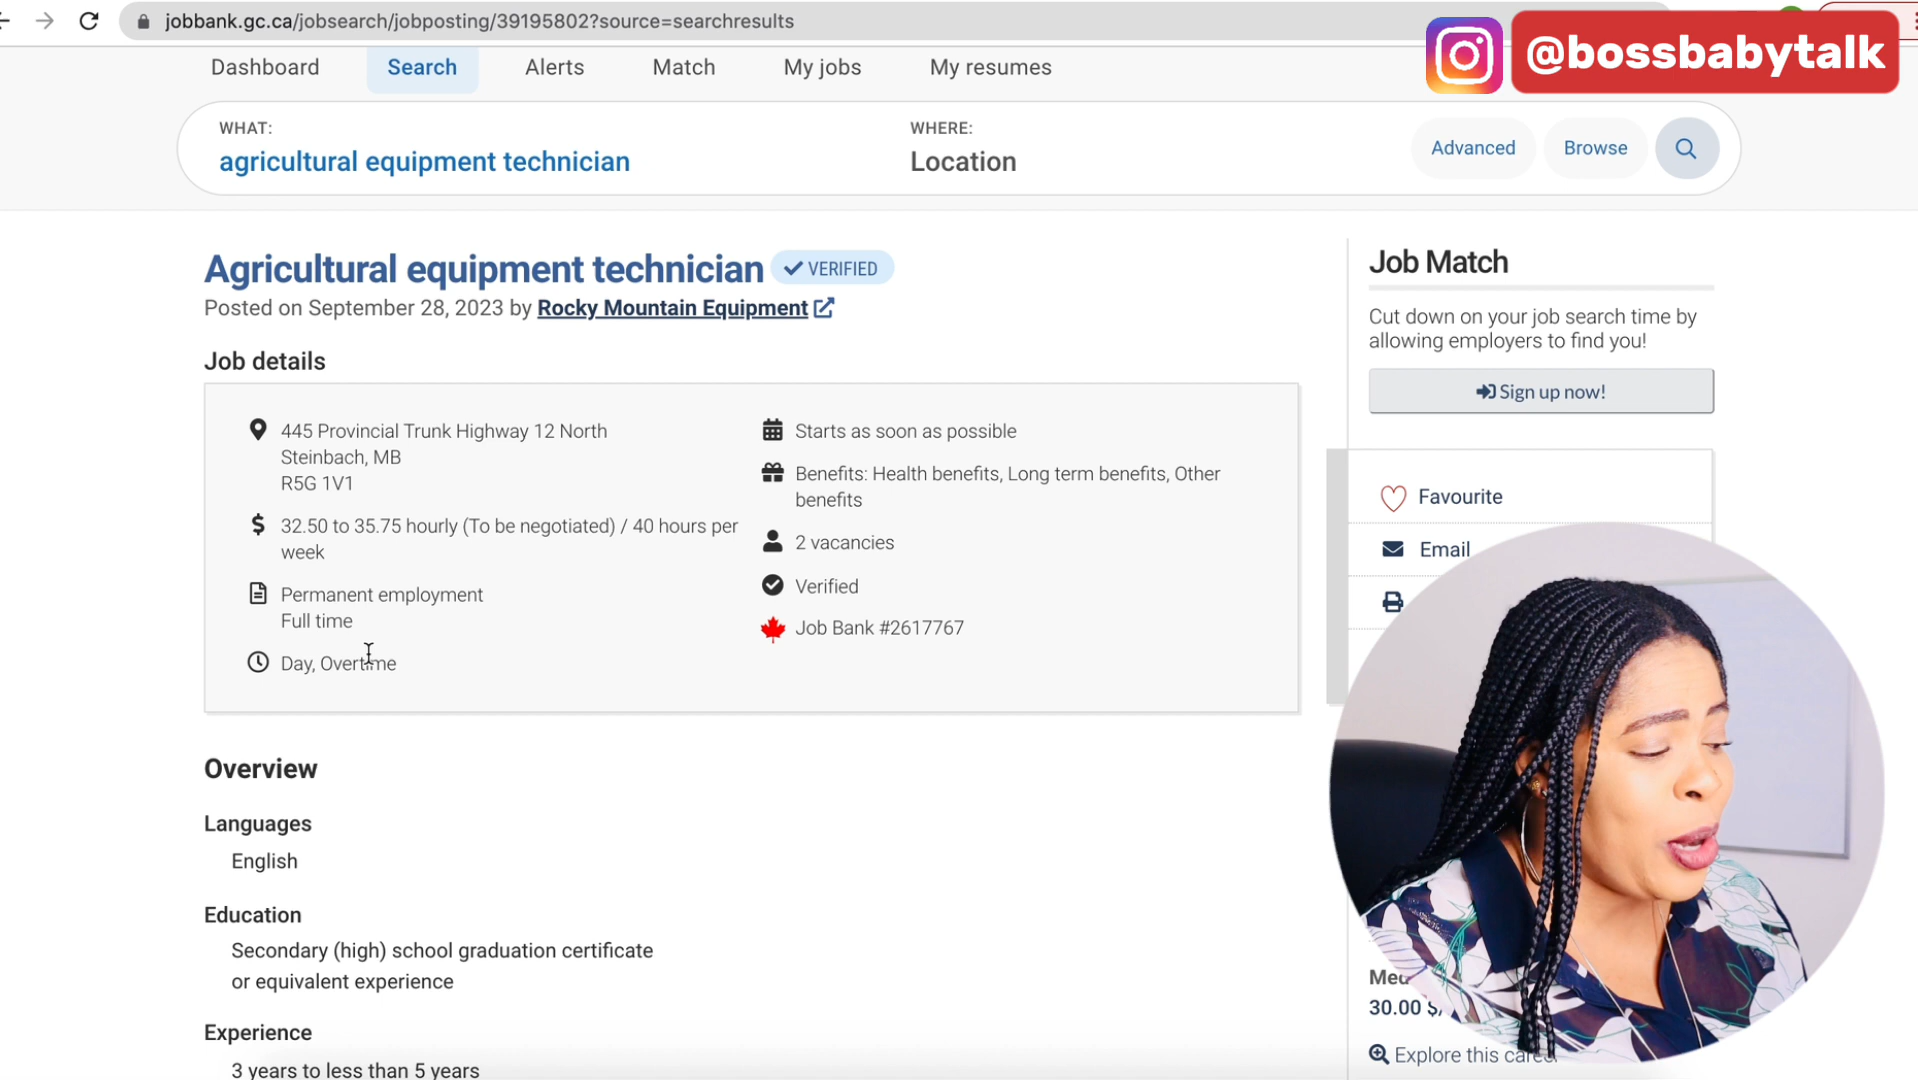 jobbank.gc.ca/jobsearch/jobposting/39195802?source=searchresults
@bossbabytalk
Dashboard Search Alerts Match My jobs My resumes
WHAT: WHERE:
agricultural equipment technician Location Advanced Browse
Agricultural equipment technician VERIFIED
Posted on September 28, 2023 by Rocky Mountain Equipment
Job details
445 Provincial Trunk Highway 12 North
Steinbach, MB
R5G 1V1
32.50 to 35.75 hourly (To be negotiated) / 40 hours per
week
Permanent employment
Full time
Day, Overtime
Starts as soon as possible
Benefits: Health benefits, Long term benefits, Other
benefits
2 vacancies
Verified
Job Bank #2617767
Overview
Languages
English
Education
Secondary (high) school graduation certificate
or equivalent experience
Experience
3 years to less than 5 years
Job Match
Cut down on your job search time by
allowing employers to find you!
Sign up now!
Favourite
Email
30.00 $/
Explore this